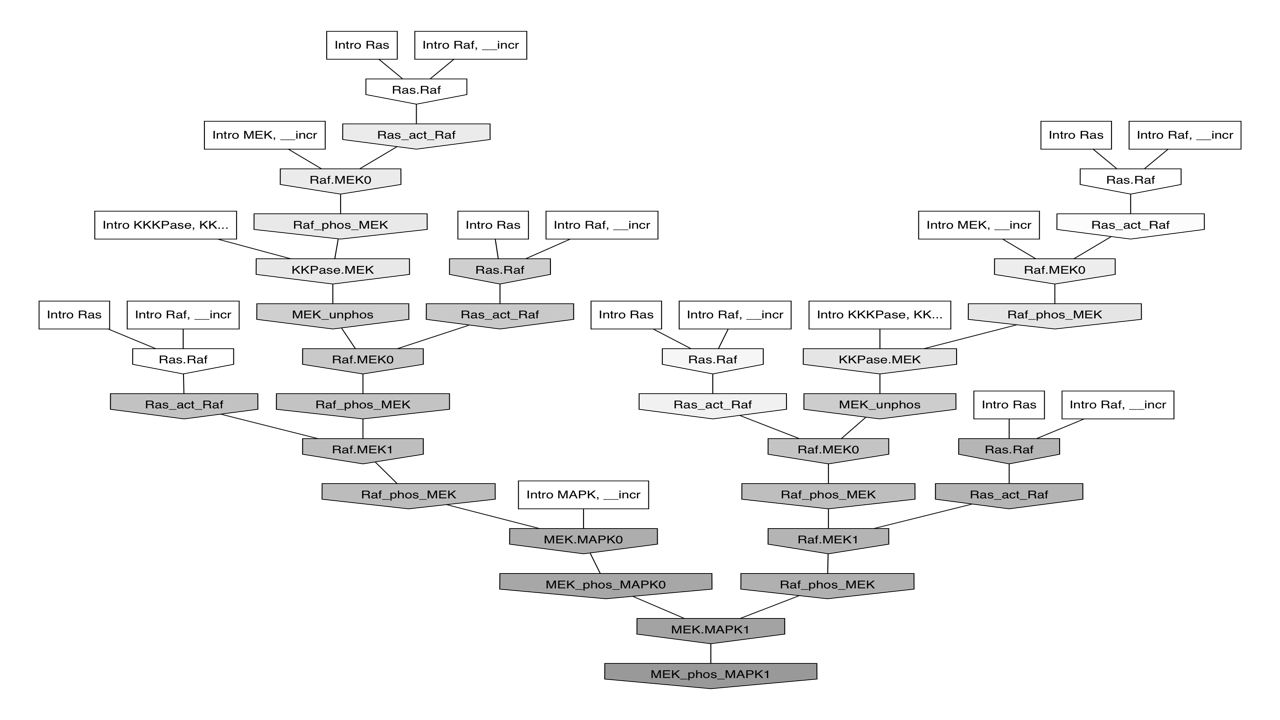 Intro Ras
Intro Raf, __incr
Ras.Raf
Intro MEK, __incr
Ras_act_Raf
Intro Ras
Intro Raf, __incr
Raf.MEK0
Ras.Raf
Intro KKKPase, KK...
Raf_phos_MEK
Intro Ras
Intro Raf, __incr
Intro MEK, __incr
Ras_act_Raf
KKPase.MEK
Ras.Raf
Raf.MEK0
Intro Ras
Intro Raf, __incr
MEK_unphos
Ras_act_Raf
Intro Ras
Intro Raf, __incr
Intro KKKPase, KK...
Raf_phos_MEK
Ras.Raf
Raf.MEK0
Ras.Raf
KKPase.MEK
Ras_act_Raf
Raf_phos_MEK
Ras_act_Raf
MEK_unphos
Intro Ras
Intro Raf, __incr
Raf.MEK1
Raf.MEK0
Ras.Raf
Raf_phos_MEK
Intro MAPK, __incr
Raf_phos_MEK
Ras_act_Raf
MEK.MAPK0
Raf.MEK1
MEK_phos_MAPK0
Raf_phos_MEK
MEK.MAPK1
MEK_phos_MAPK1